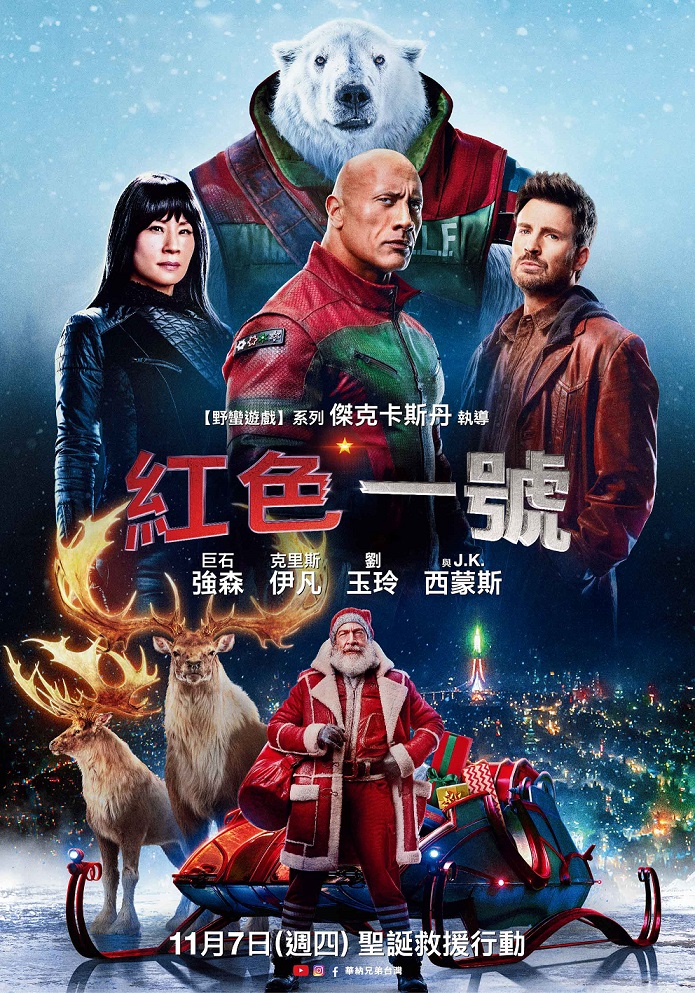 E.L.F.
【野蠻遊戲】系列 傑克卡斯丹 執導
紅色一號
巨石 克里斯 劉 與J.K.
強森 伊凡 玉玲 西蒙斯
11月7日(週四) 聖誕救援行動
華納兄弟台灣